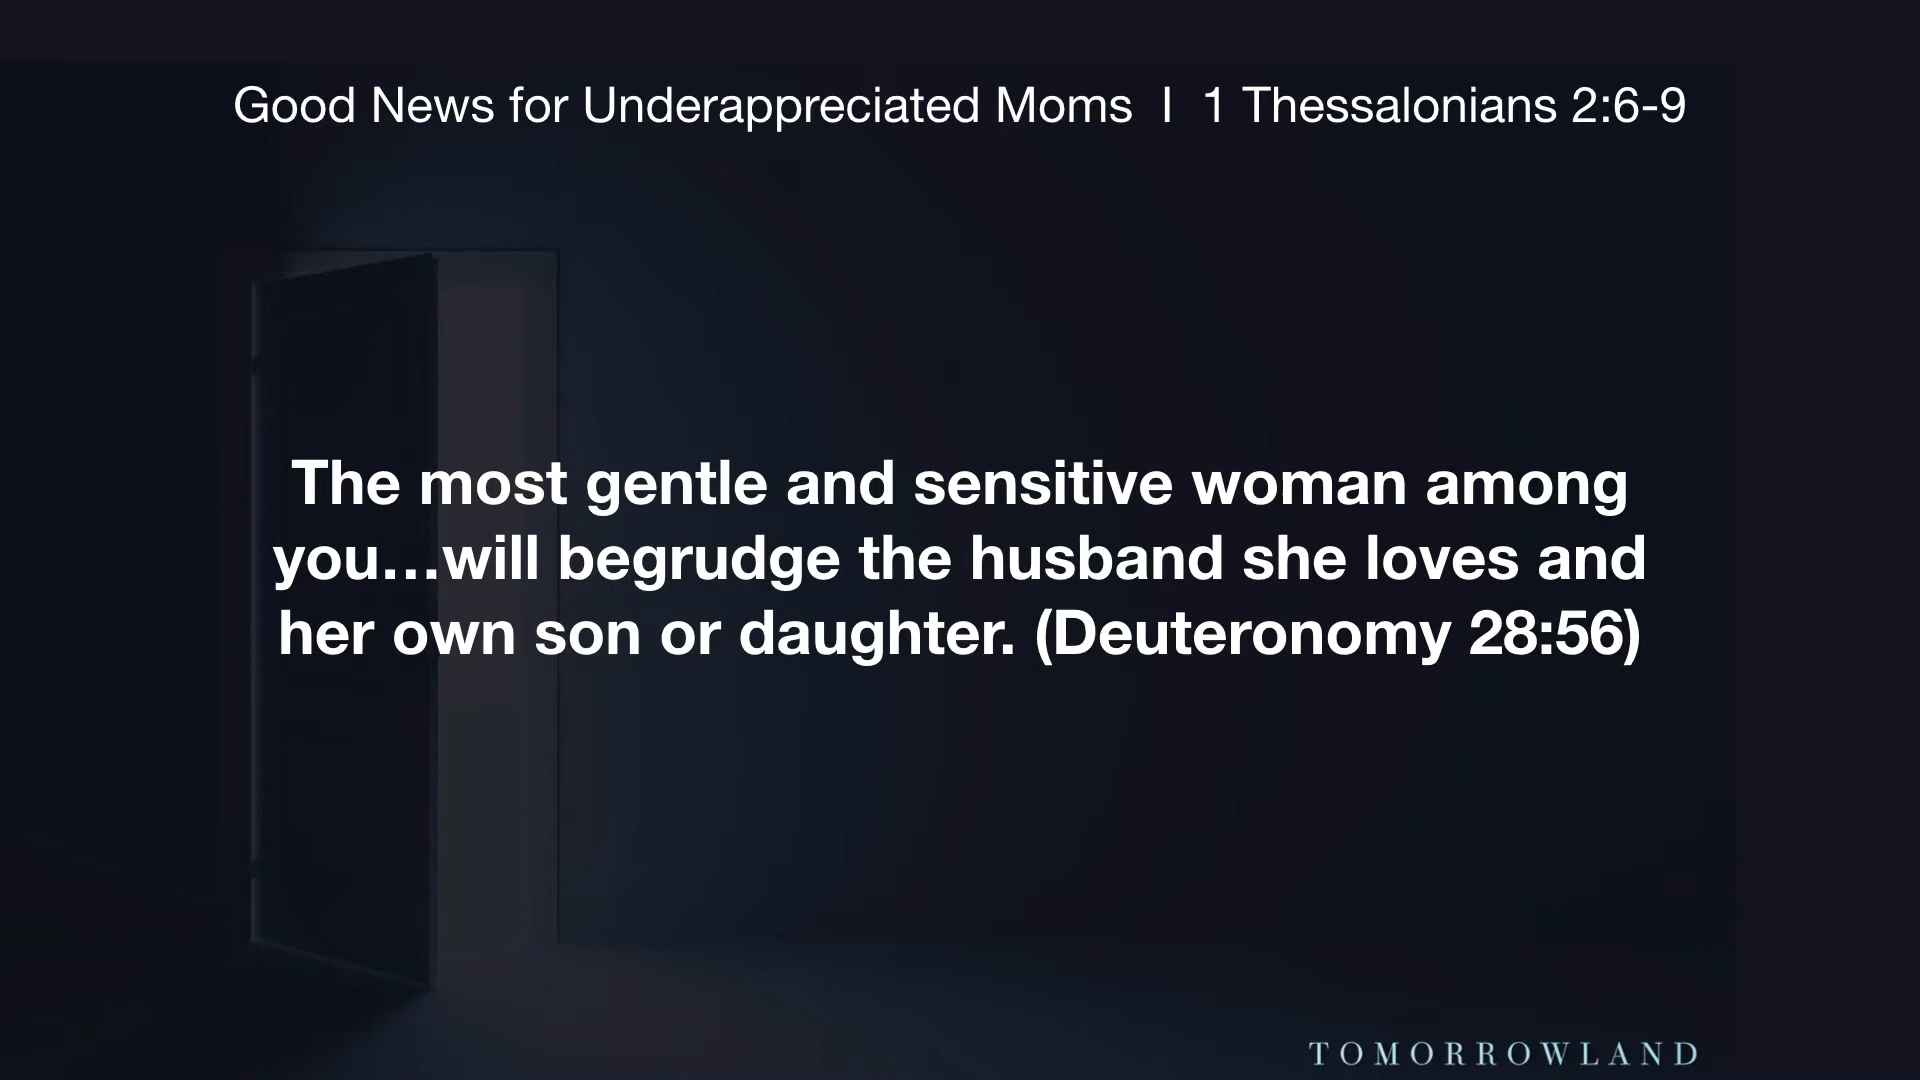 Good News for Underappreciated Moms | 1 Thessalonians 2:6-9
The most gentle and sensitive woman among
you…will begrudge the husband she loves and
her own son or daughter. (Deuteronomy 28:56)
TOMORROWLAND